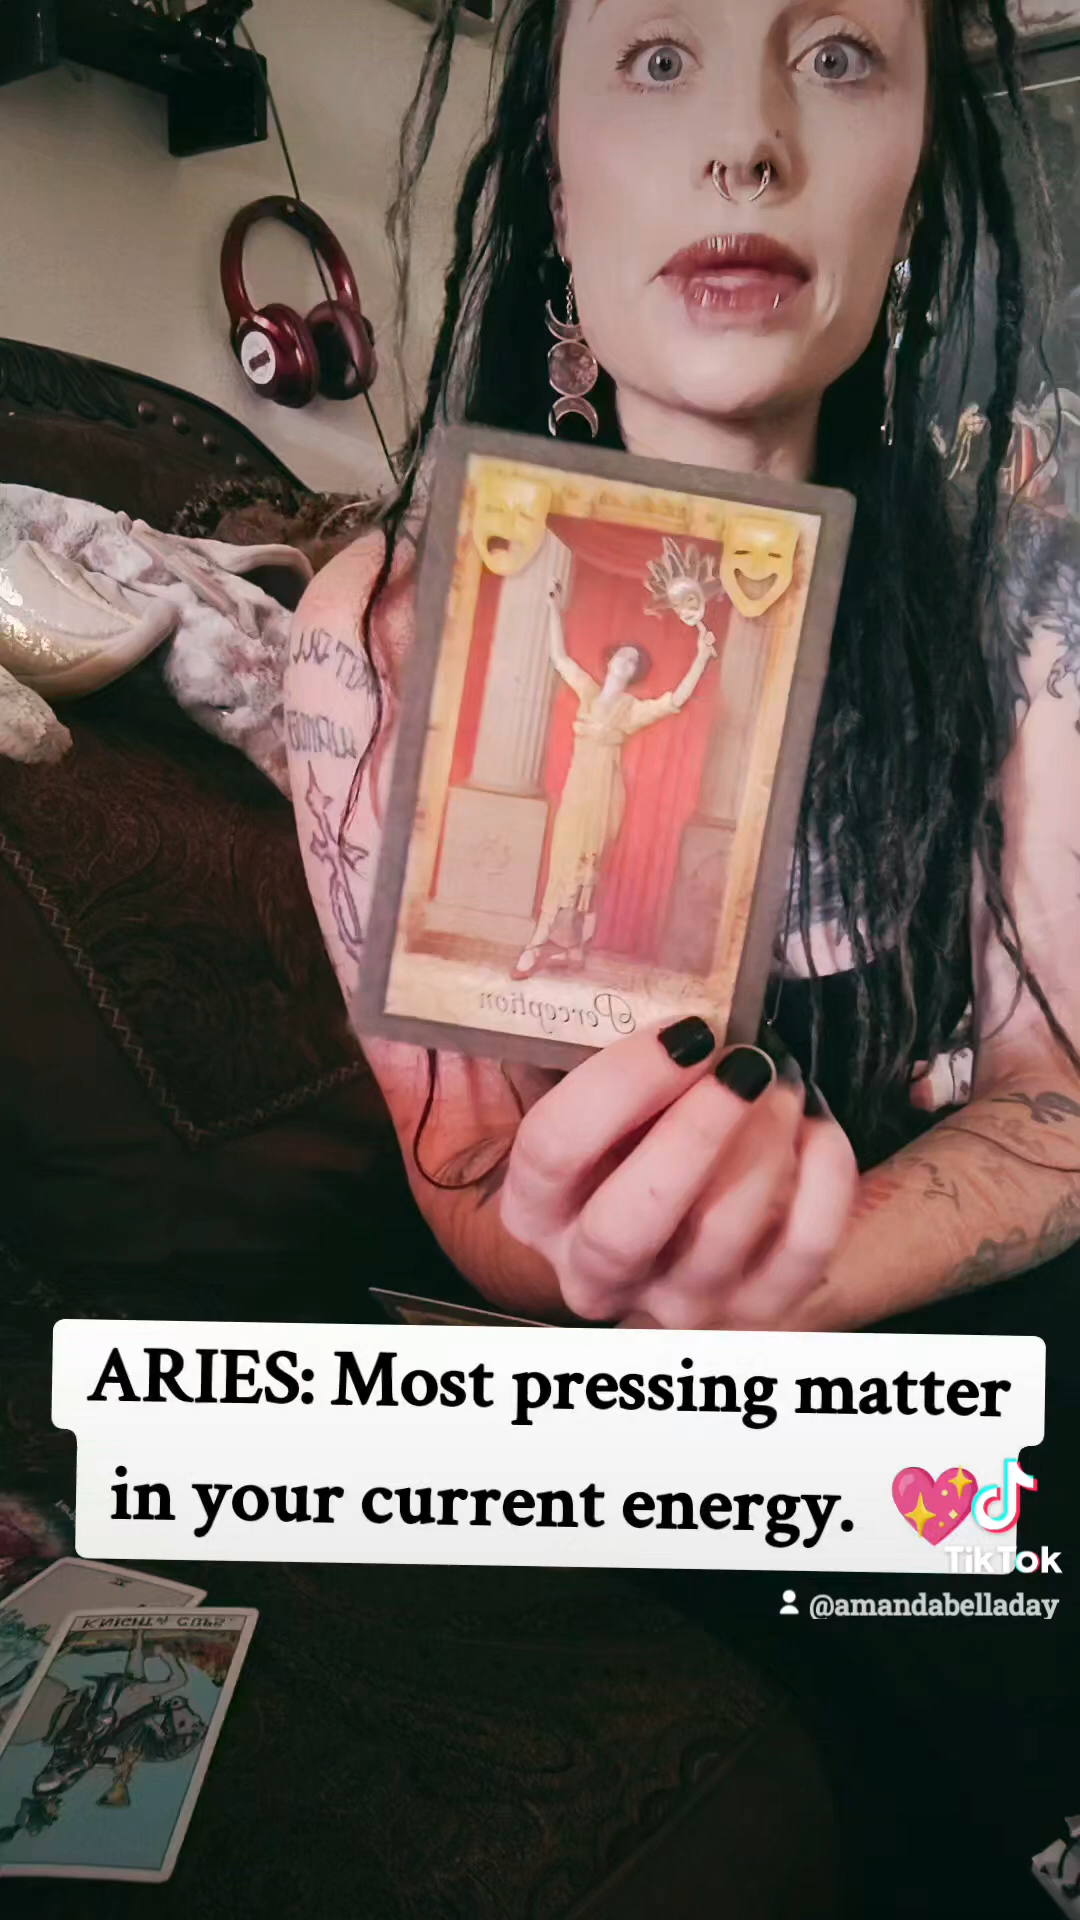 Perception
ARIES: Most pressing matter
in your current energy.
TikTok
@amandabelladay
KNIGHT of CUPS.